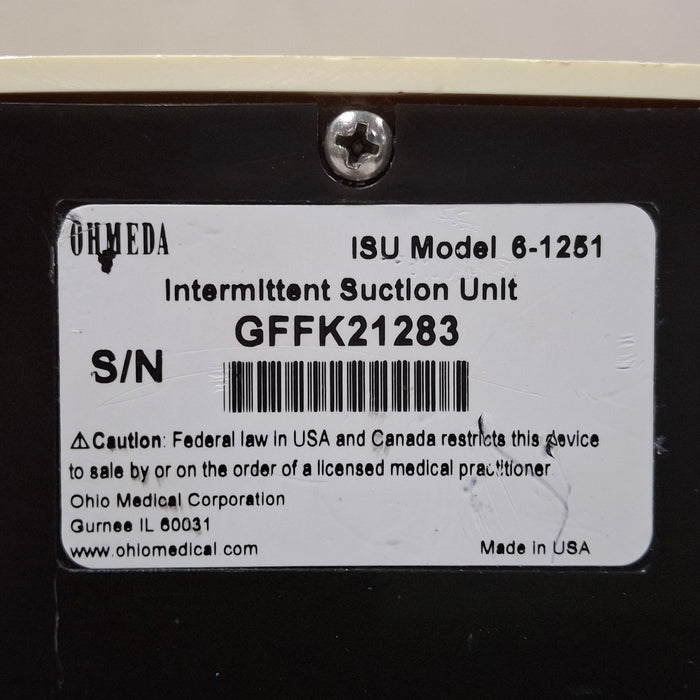 OHMEDA
ISU Model 6-1251
Intermittent Suction Unit
GFFK21283
S/N
⚠Caution: Federal law in USA and Canada restricts this device
to sale by or on the order of a licensed medical practitioner
Ohio Medical Corporation
Gurnee IL 60031
www.ohiomedical.com
Made in USA